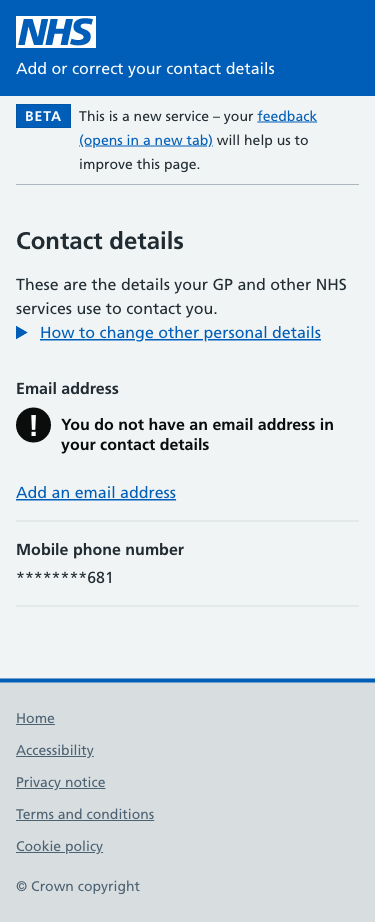 NHS
Add or correct your contact details
BETA
This is a new service – your feedback
(opens in a new tab) will help us to
improve this page.
Contact details
These are the details your GP and other NHS
services use to contact you.
How to change other personal details
Email address
! You do not have an email address in
your contact details
Add an email address
Mobile phone number
********681
Home
Accessibility
Privacy notice
Terms and conditions
Cookie policy
© Crown copyright